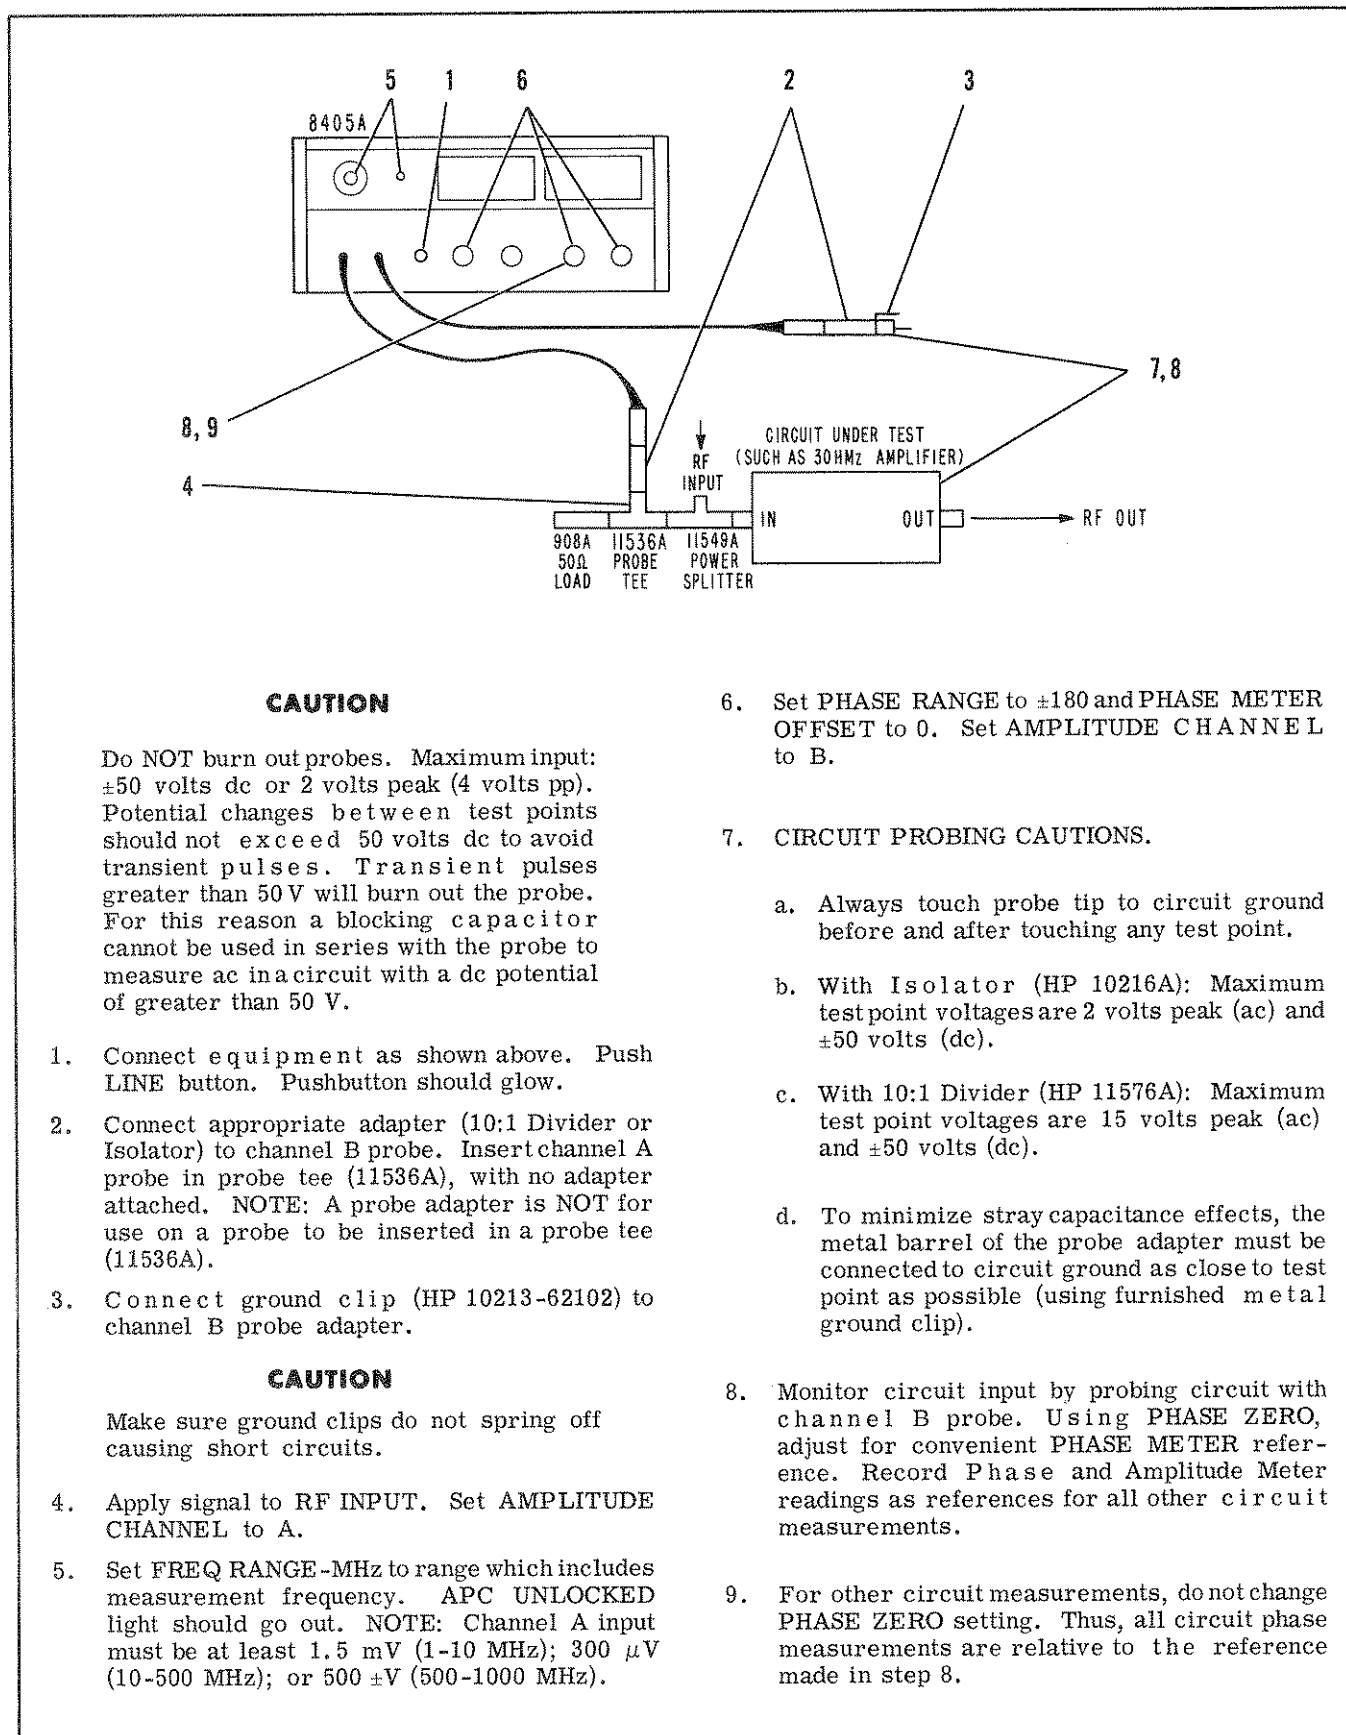 5 1 6 2 3
8405A
7, 8
8, 9
4
RF
INPUT
CIRCUIT UNDER TEST
(SUCH AS 30HMz AMPLIFIER)
IN
OUT
RF OUT
908A
50Ω
LOAD
11536A
PROBE
TEE
11549A
POWER
SPLITTER
CAUTION
Do NOT burn out probes. Maximum input:
±50 volts dc or 2 volts peak (4 volts pp).
Potential changes between test points
should not exceed 50 volts dc to avoid
transient pulses. Transient pulses
greater than 50 V will burn out the probe.
For this reason a blocking capacitor
cannot be used in series with the probe to
measure ac in a circuit with a dc potential
of greater than 50 V.
1. Connect equipment as shown above. Push
LINE button. Pushbutton should glow.
2. Connect appropriate adapter (10:1 Divider or
Isolator) to channel B probe. Insert channel A
probe in probe tee (11536A), with no adapter
attached. NOTE: A probe adapter is NOT for
use on a probe to be inserted in a probe tee
(11536A).
3. Connect ground clip (HP 10213-62102) to
channel B probe adapter.
CAUTION
Make sure ground clips do not spring off
causing short circuits.
4. Apply signal to RF INPUT. Set AMPLITUDE
CHANNEL to A.
5. Set FREQ RANGE-MHz to range which includes
measurement frequency. APC UNLOCKED
light should go out. NOTE: Channel A input
must be at least 1.5 mV (1-10 MHz); 300 μV
(10-500 MHz); or 500 ±V (500-1000 MHz).
6. Set PHASE RANGE to ±180 and PHASE METER
OFFSET to 0. Set AMPLITUDE CHANNEL
to B.
7. CIRCUIT PROBING CAUTIONS.
a. Always touch probe tip to circuit ground
before and after touching any test point.
b. With Isolator (HP 10216A): Maximum
test point voltages are 2 volts peak (ac) and
±50 volts (dc).
c. With 10:1 Divider (HP 11576A): Maximum
test point voltages are 15 volts peak (ac)
and ±50 volts (dc).
d. To minimize stray capacitance effects, the
metal barrel of the probe adapter must be
connected to circuit ground as close to test
point as possible (using furnished metal
ground clip).
8. Monitor circuit input by probing circuit with
channel B probe. Using PHASE ZERO,
adjust for convenient PHASE METER refer-
ence. Record Phase and Amplitude Meter
readings as references for all other circuit
measurements.
9. For other circuit measurements, do not change
PHASE ZERO setting. Thus, all circuit phase
measurements are relative to the reference
made in step 8.